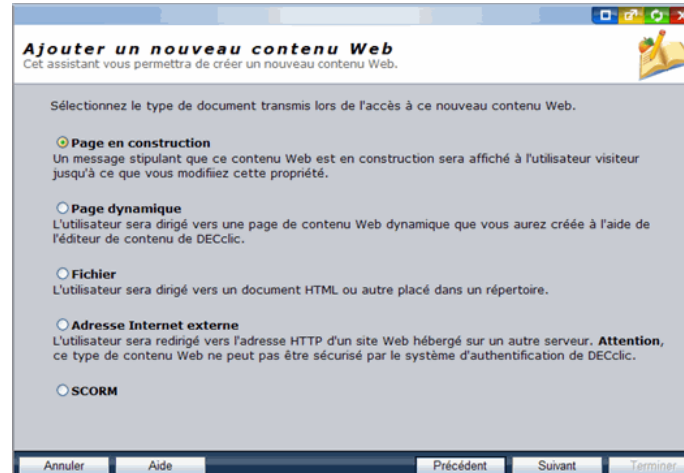 Ajouter un nouveau contenu Web
Cet assistant vous permettra de créer un nouveau contenu Web.
Sélectionnez le type de document transmis lors de l'accès à ce nouveau contenu Web.
Page en construction
Un message stipulant que ce contenu Web est en construction sera affiché à l'utilisateur visiteur
jusqu'à ce que vous modifiiez cette propriété.
Page dynamique
L'utilisateur sera dirigé vers une page de contenu Web dynamique que vous aurez créée à l'aide de
l'éditeur de contenu de DECclic.
Fichier
L'utilisateur sera dirigé vers un document HTML ou autre placé dans un répertoire.
Adresse Internet externe
L'utilisateur sera redirigé vers l'adresse HTTP d'un site Web hébergé sur un autre serveur. Attention,
ce type de contenu Web ne peut pas être sécurisé par le système d'authentification de DECclic.
SCORM
Annuler Aide Précédent Suivant Terminer